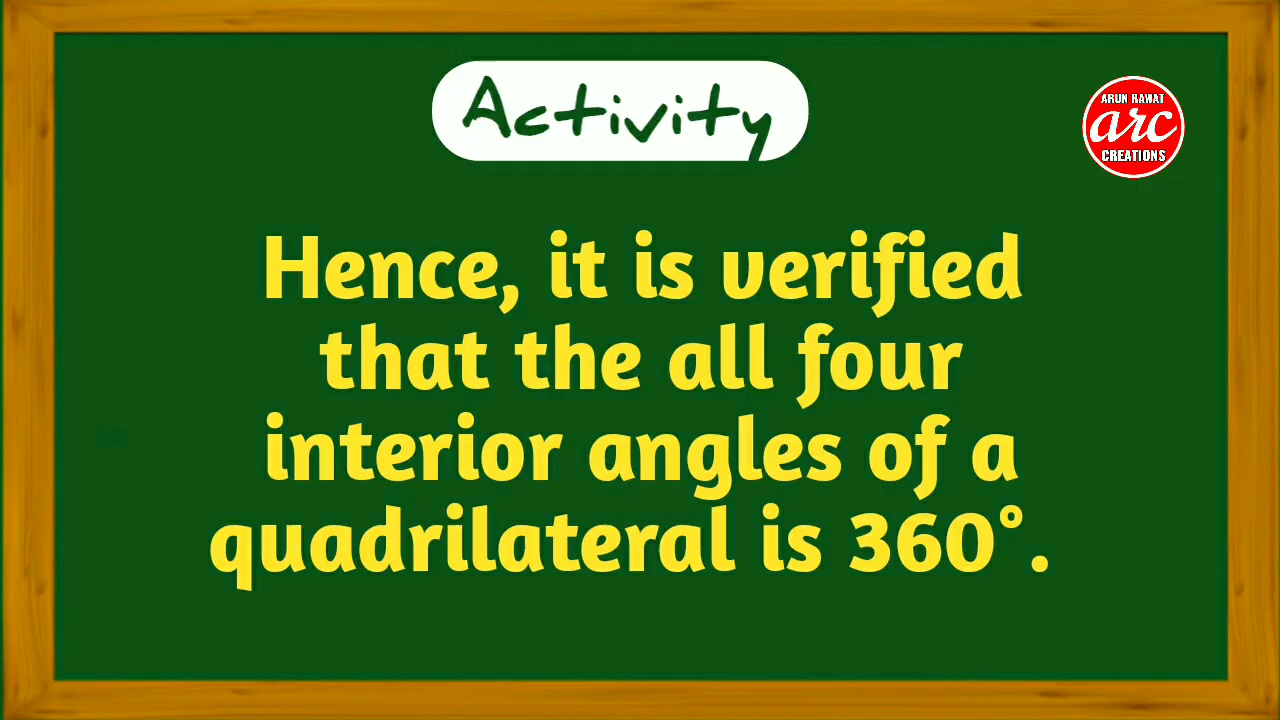 Activity
ARUN RAWAT
arc
CREATIONS
Hence, it is verified
that the all four
interior angles of a
quadrilateral is 360°.